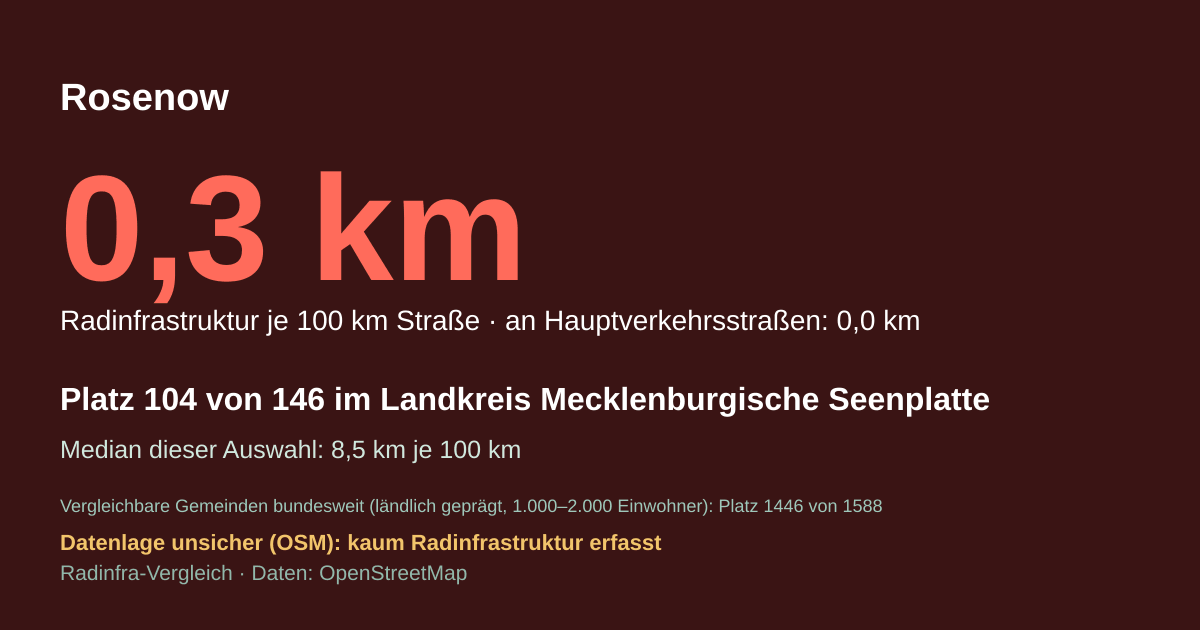 Rosenow
0,3 km
Radinfrastruktur je 100 km Straße · an Hauptverkehrsstraßen: 0,0 km
Platz 104 von 146 im Landkreis Mecklenburgische Seenplatte
Median dieser Auswahl: 8,5 km je 100 km
Vergleichbare Gemeinden bundesweit (ländlich geprägt, 1.000–2.000 Einwohner): Platz 1446 von 1588
Datenlage unsicher (OSM): kaum Radinfrastruktur erfasst
Radinfra-Vergleich · Daten: OpenStreetMap